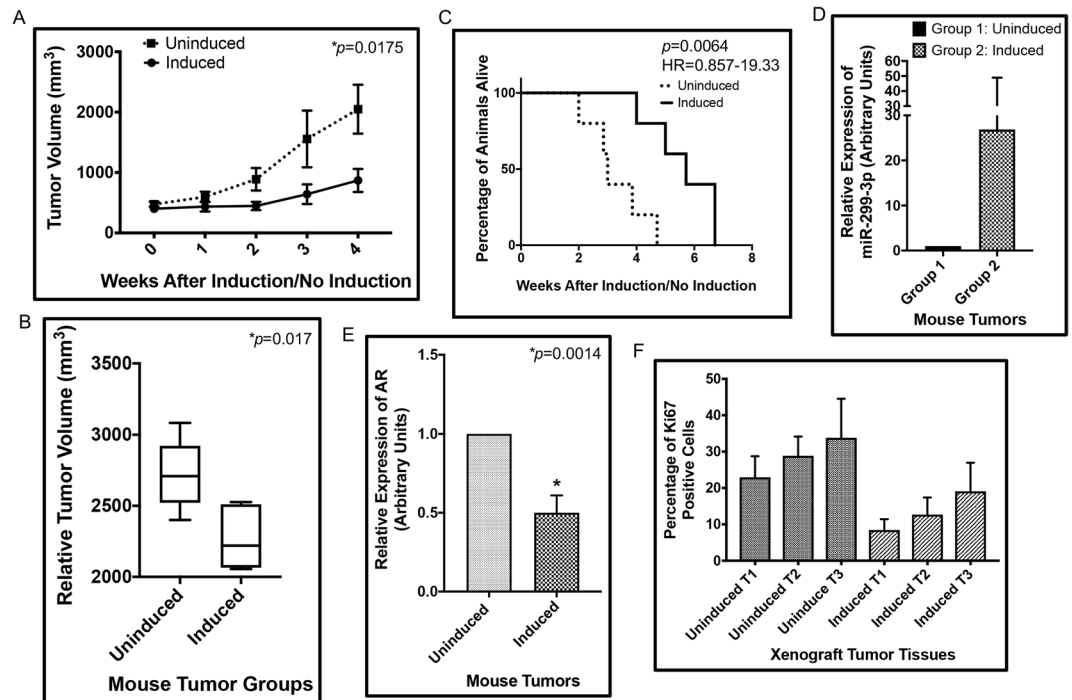 A
Tumor Volume (mm3)
3000
2000
1000
0
Uninduced
Induced
*p=0.0175
0
1
2
3
4
Weeks After Induction/No Induction
B
Relative Tumor Volume (mm3)
3500
3000
2500
2000
*p=0.017
Uninduced
Induced
Mouse Tumor Groups
C
Percentage of Animals Alive
100
50
0
p=0.0064
HR=0.857-19.33
Uninduced
Induced
0
2
4
6
8
Weeks After Induction/No Induction
D
Group 1: Uninduced
Group 2: Induced
Relative Expression of
miR-299-3p (Arbitrary Units)
60
50
40
30
30
20
10
0
Group 1
Group 2
Mouse Tumors
E
Relative Expression of AR
(Arbitrary Units)
1.5
1.0
0.5
0.0
*p=0.0014
*
Uninduced
Induced
Mouse Tumors
F
Percentage of Ki67
Positive Cells
50
40
30
20
10
0
Uninduced T1
Uninduced T2
Uninduce T3
Induced T1
Induced T2
Induced T3
Xenograft Tumor Tissues